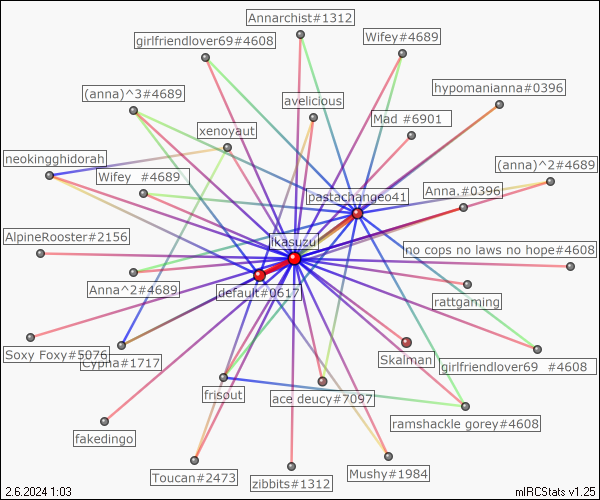 Annarchist#1312
girlfriendlover69#4608
Wifey#4689
(anna)^3#4689
avelicious
hypomanianna#0396
Mad #6901
xenoyaut
neokingghidorah
Wifey #4689
(anna)^2#4689
Anna.#0396
pastachangeo41
AlpineRooster#2156
ikasuzu
no cops no laws no hope#4608
Anna^2#4689
default#0617
rattgaming
Soxy Foxy#5076
Cypha#1717
Skalman
girlfriendlover69 #4608
frisout
ace deucy#7097
ramshackle gorey#4608
fakedingo
Toucan#2473
zibbits#1312
Mushy#1984
2.6.2024 1:03
mIRCStats v1.25